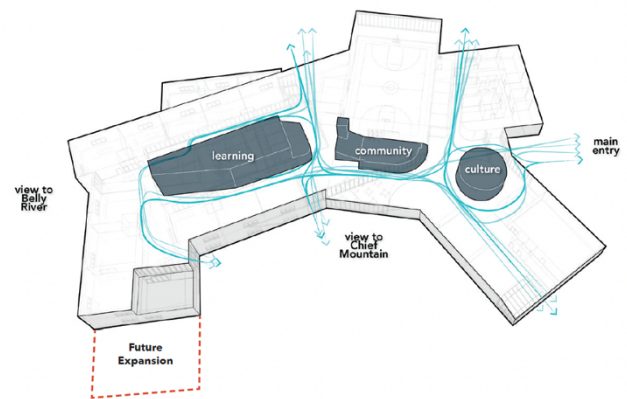 learning
community
culture
main
entry
view to
Belly
River
view to
Chief
Mountain
Future
Expansion